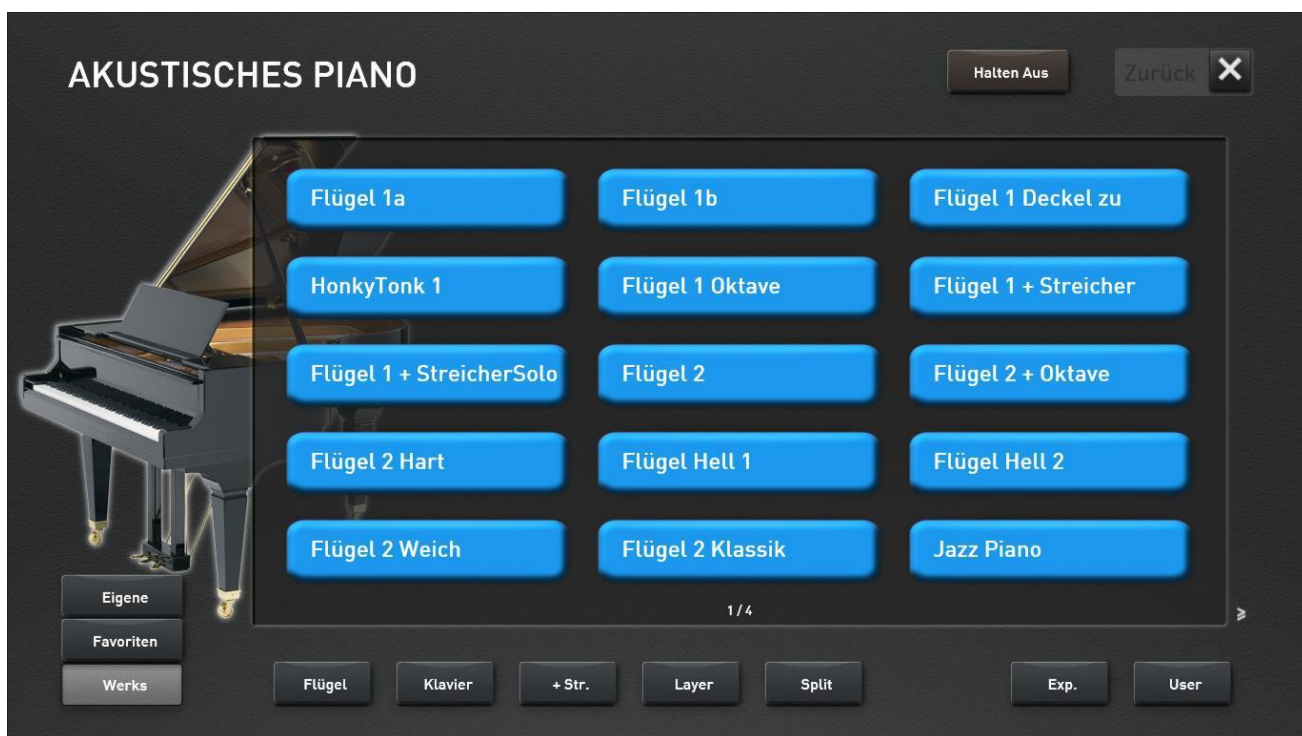 AKUSTISCHES PIANO
Halten Aus
Zurück
Flügel 1a
Flügel 1b
Flügel 1 Deckel zu
HonkyTonk 1
Flügel 1 Oktave
Flügel 1 + Streicher
Flügel 1 + StreicherSolo
Flügel 2
Flügel 2 + Oktave
Flügel 2 Hart
Flügel Hell 1
Flügel Hell 2
Flügel 2 Weich
Flügel 2 Klassik
Jazz Piano
1 / 4
Eigene
Favoriten
Werks
Flügel
Klavier
+ Str.
Layer
Split
Exp.
User